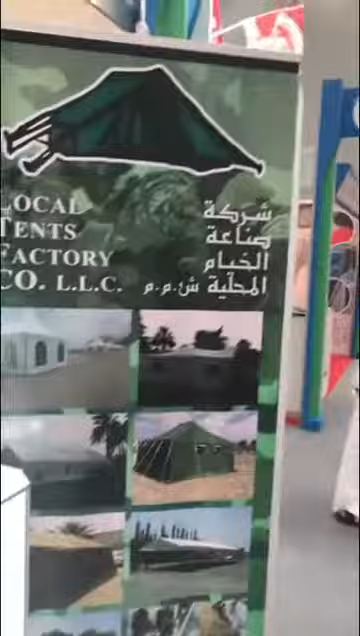 LOCAL
TENTS
FACTORY
CO. L.L.C.
شركة
صناعة
الخيام
المحلية ش.م.م